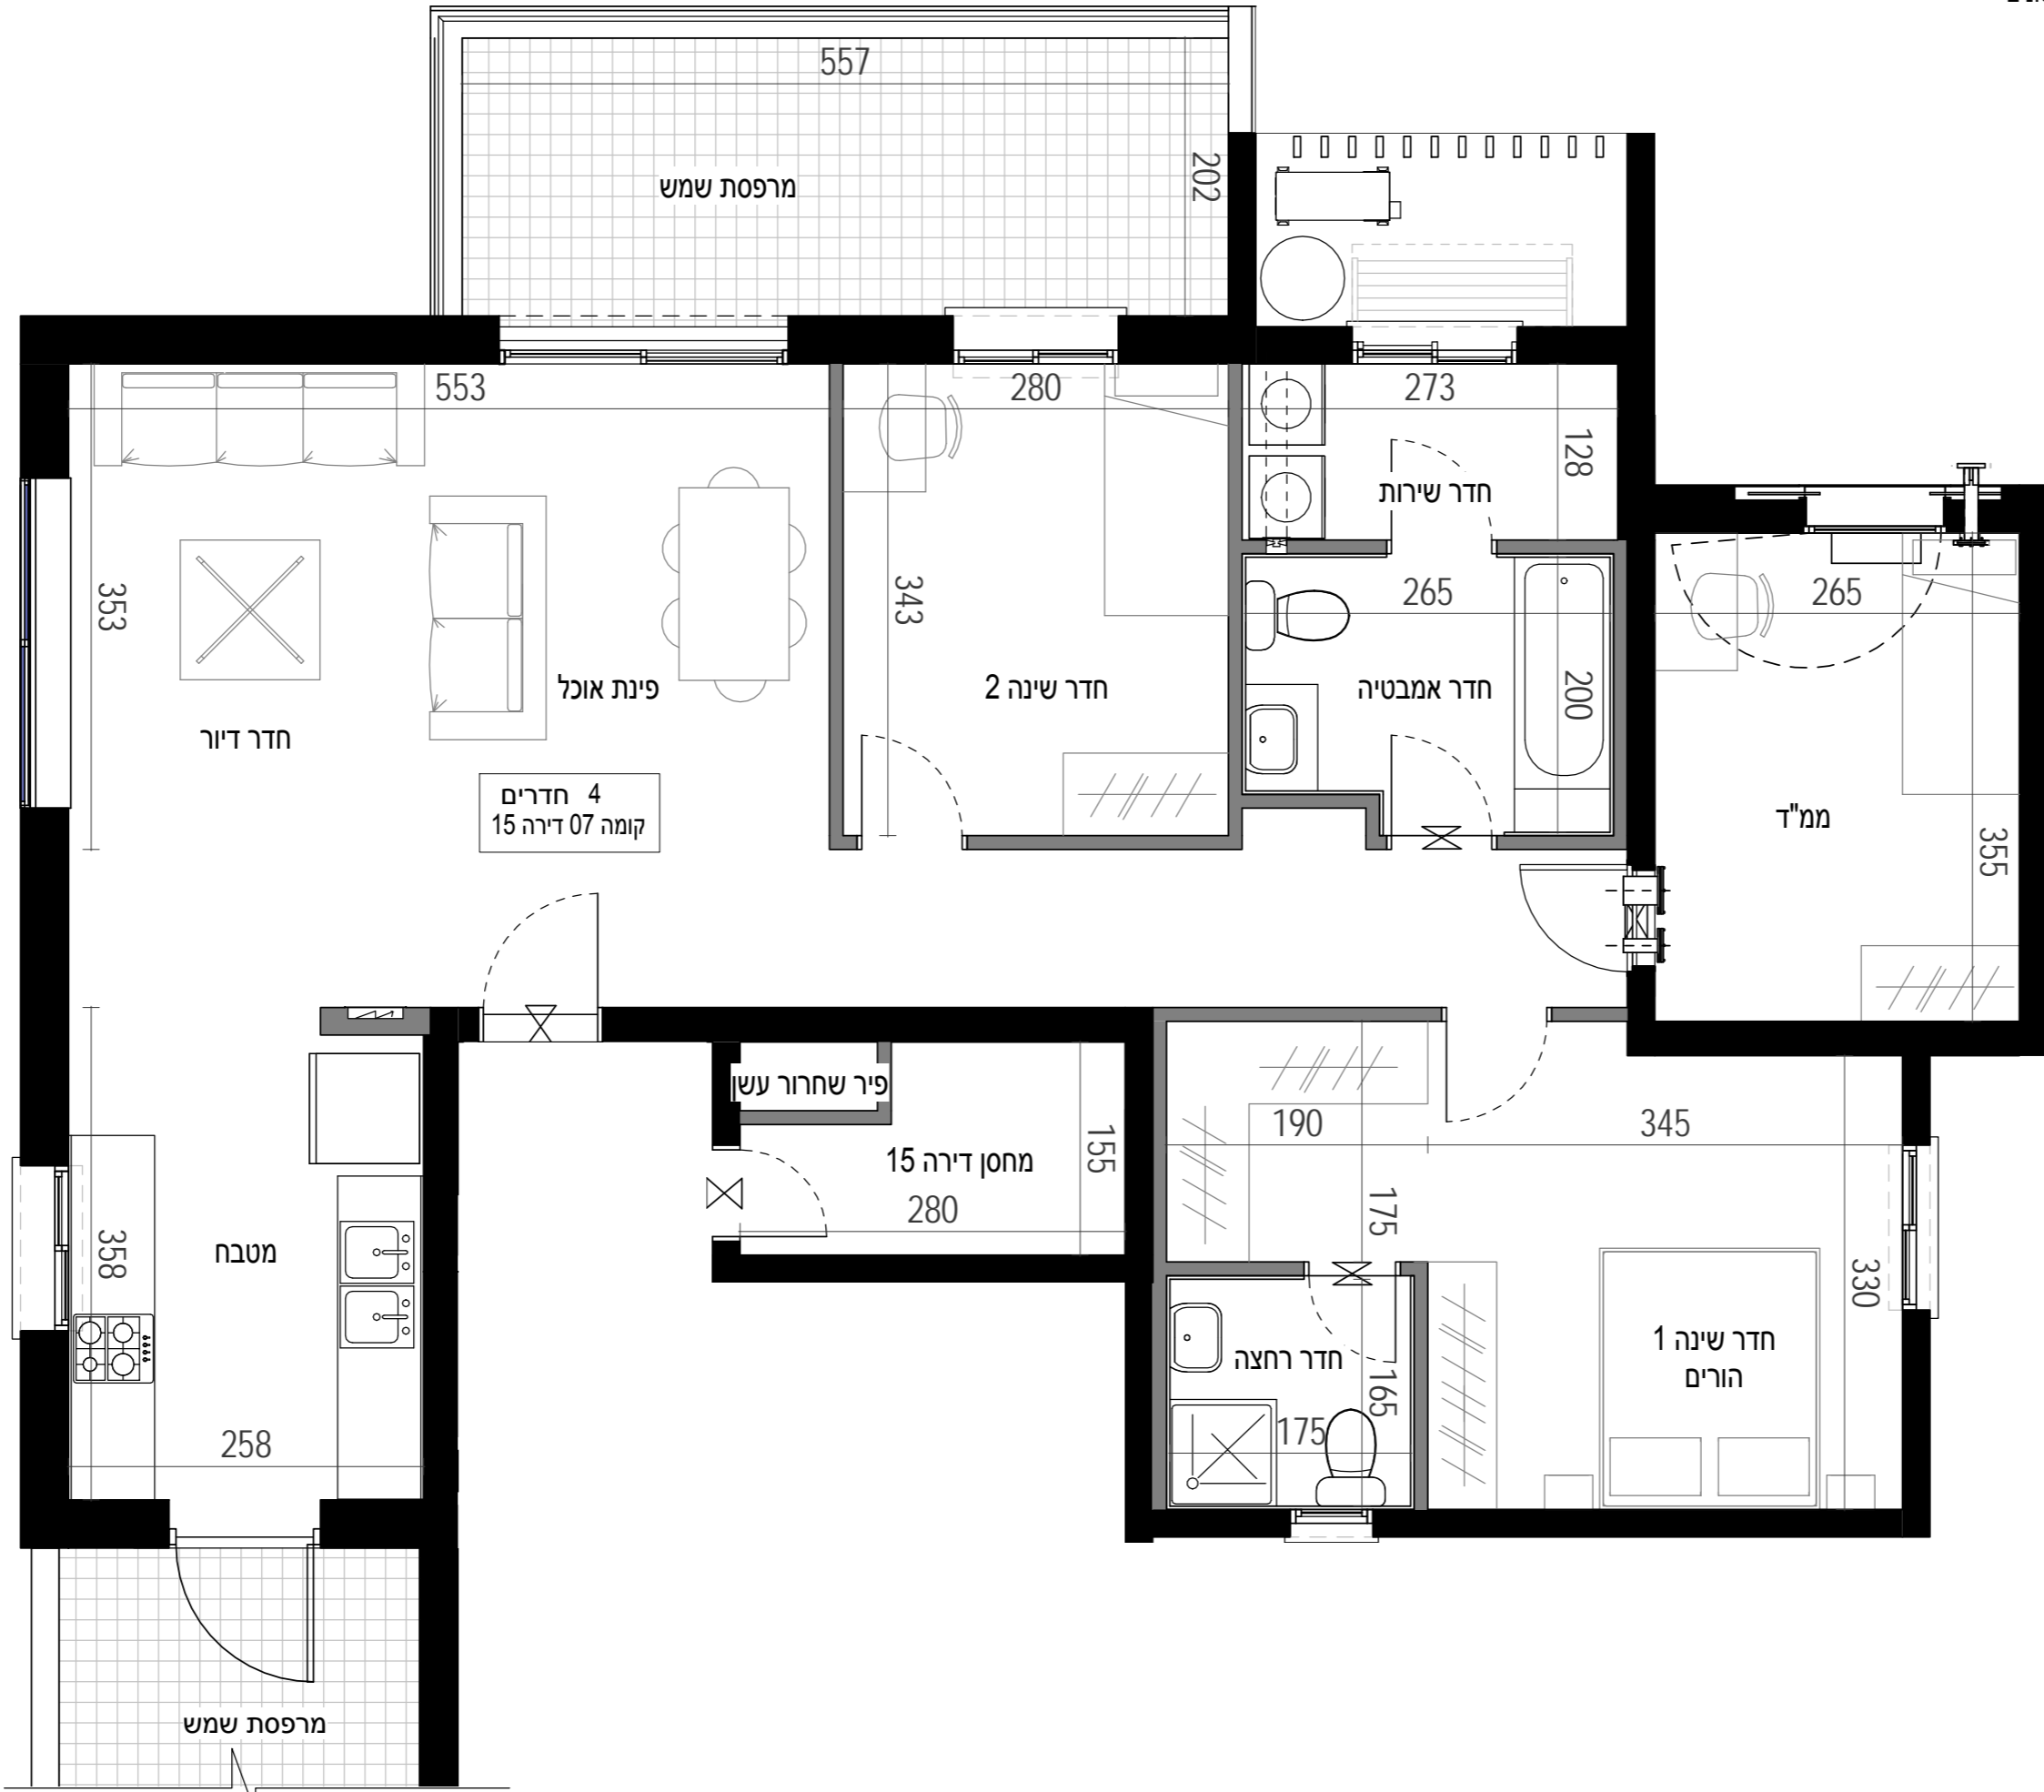 557
202
מרפסת שמש
553
280
273
128
חדר שירות
353
343
265
265
200
פינת אוכל
חדר שינה 2
חדר אמבטיה
חדר דיור
4 חדרים
קומה 07 דירה 15
ממ"ד
355
פיר שחרור עשן
מחסן דירה 15
155
280
190
345
175
330
358
מטבח
חדר רחצה
165
175
חדר שינה 1
הורים
258
מרפסת שמש